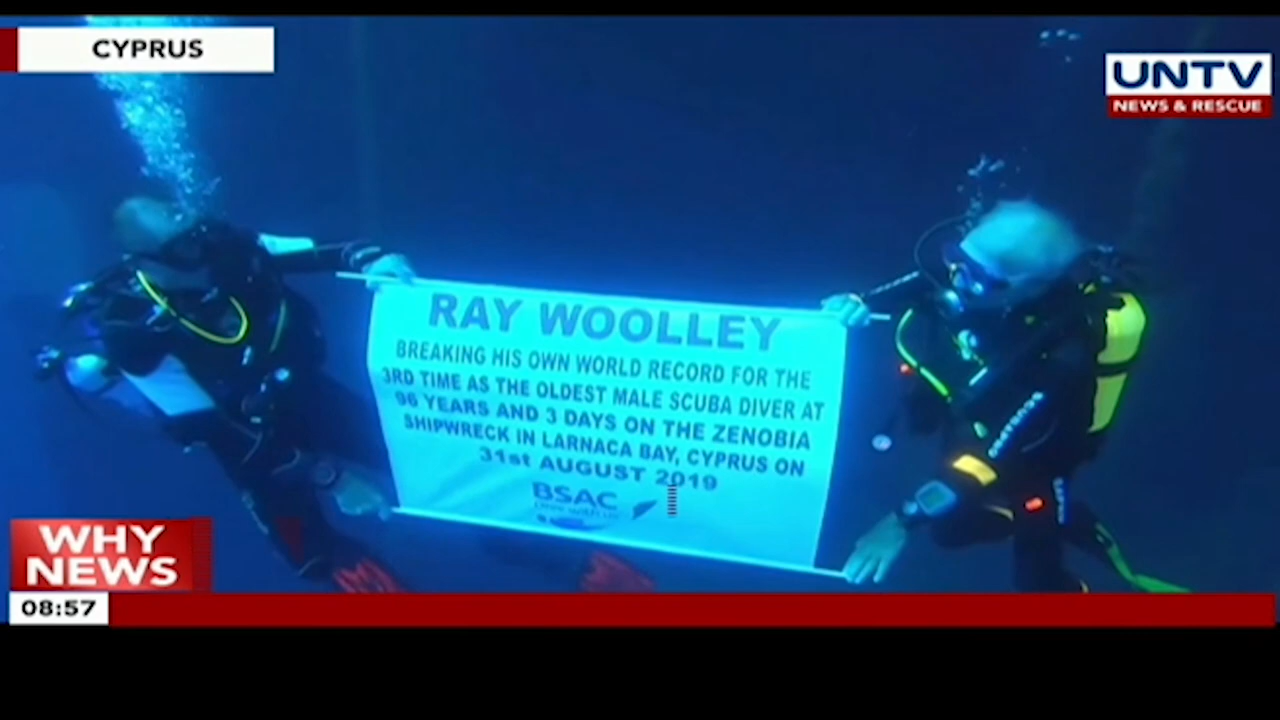 CYPRUS
UNTV
NEWS & RESCUE
RAY WOOLLEY
BREAKING HIS OWN WORLD RECORD FOR THE
3RD TIME AS THE OLDEST MALE SCUBA DIVER AT
96 YEARS AND 3 DAYS ON THE ZENOBIA
SHIPWRECK IN LARNACA BAY, CYPRUS ON
31st AUGUST 2019
BSAC
WHY
NEWS
08:57